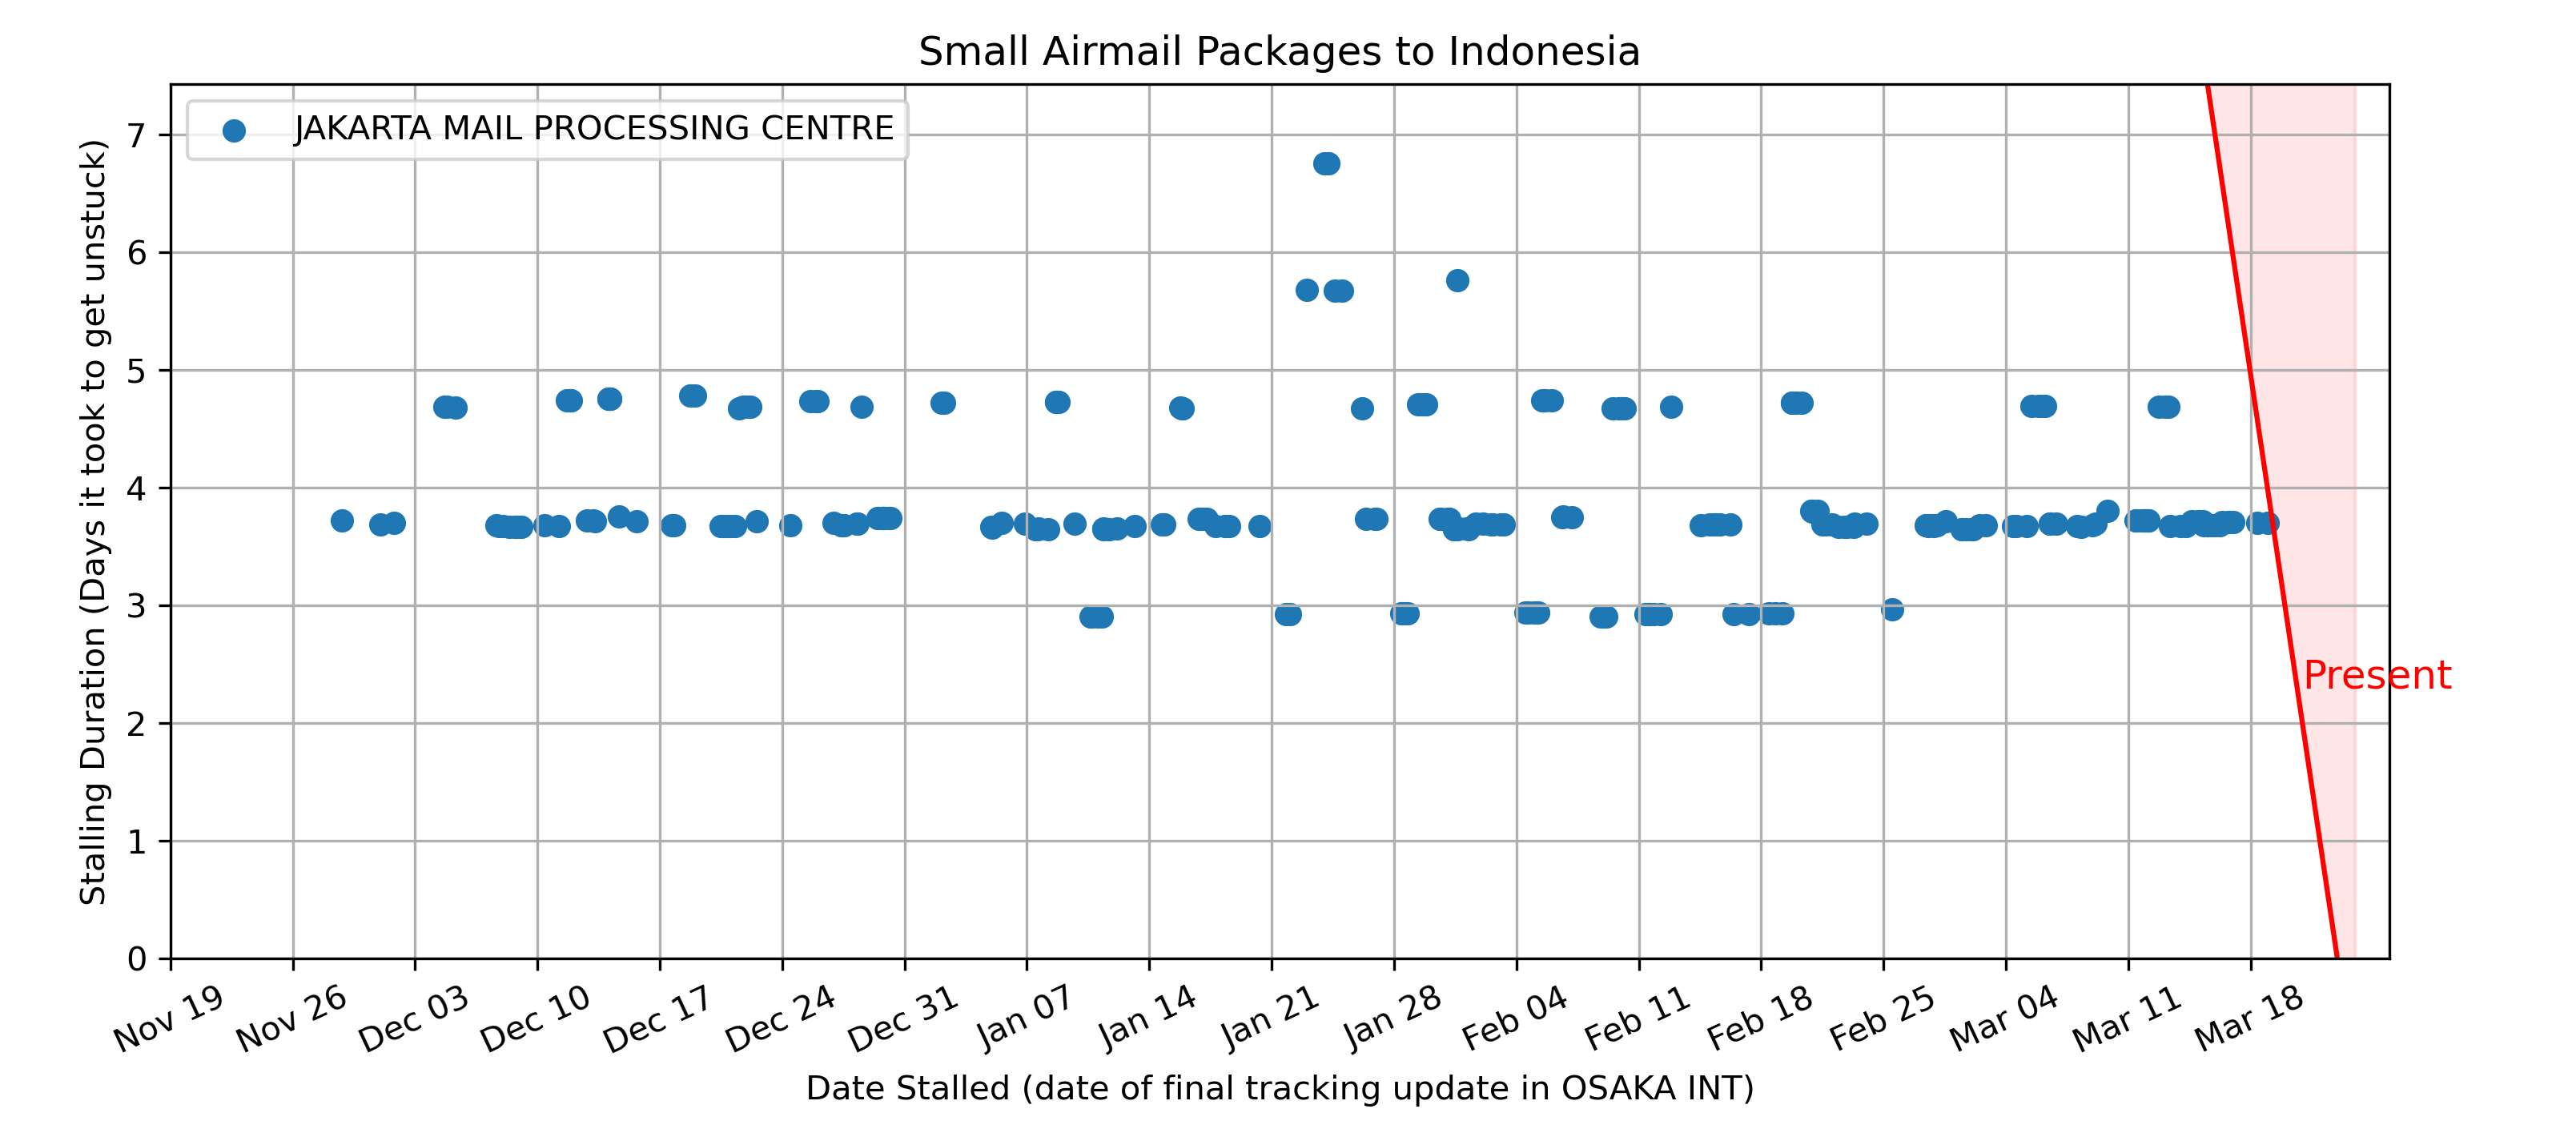 Small Airmail Packages to Indonesia
JAKARTA MAIL PROCESSING CENTRE
Stalling Duration (Days it took to get unstuck)
7
6
5
4
3
2
1
0
Present
Nov 19
Nov 26
Dec 03
Dec 10
Dec 17
Dec 24
Dec 31
Jan 07
Jan 14
Jan 21
Jan 28
Feb 04
Feb 11
Feb 18
Feb 25
Mar 04
Mar 11
Mar 18
Date Stalled (date of final tracking update in OSAKA INT)